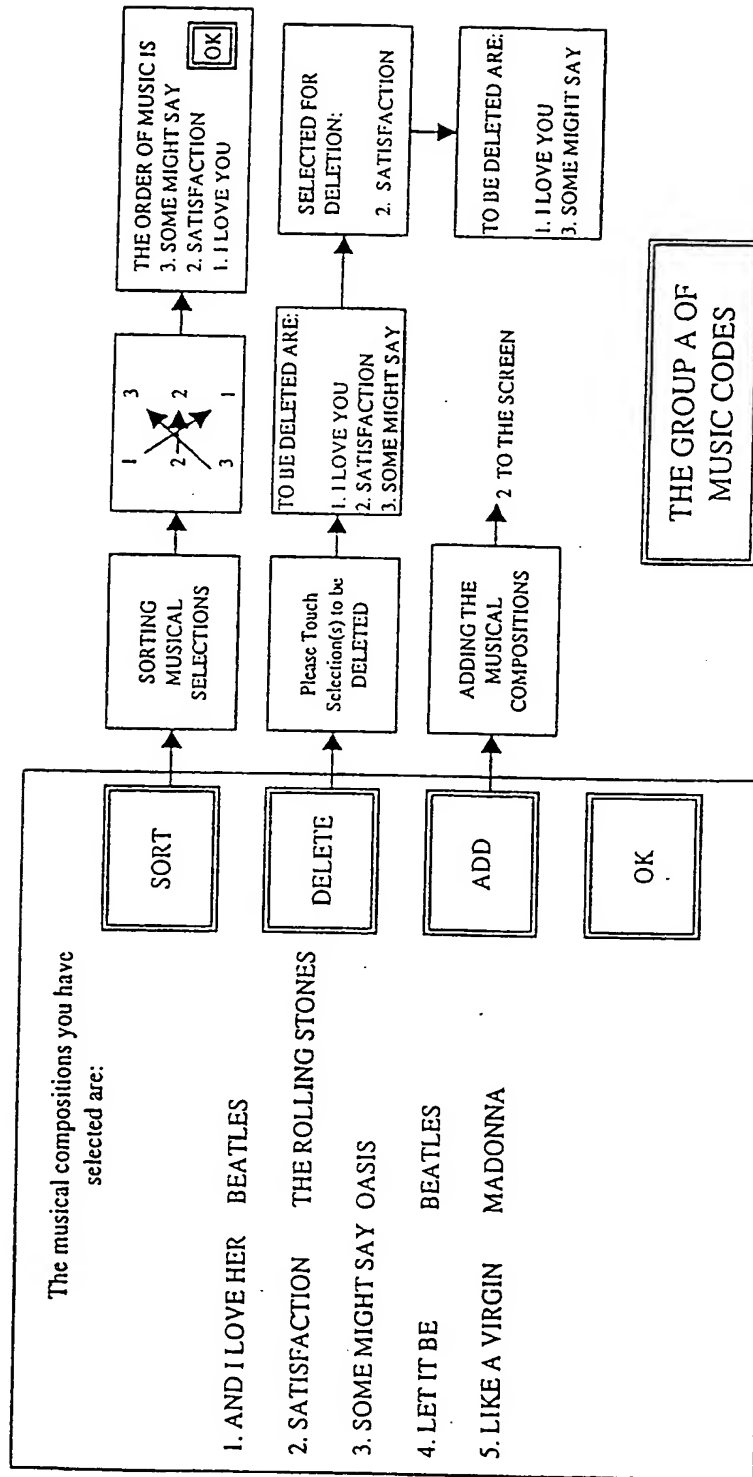 The musical compositions you have
selected are:
1. AND I LOVE HER BEATLES
2. SATISFACTION THE ROLLING STONES
3. SOME MIGHT SAY OASIS
4. LET IT BE BEATLES
5. LIKE A VIRGIN MADONNA
SORT
DELETE
ADD
OK
SORTING
MUSICAL
SELECTIONS
1 3
2 2
3 1
THE ORDER OF MUSIC IS
3. SOME MIGHT SAY
2. SATISFACTION
1. I LOVE YOU
OK
Please Touch
Selection(s) to be
DELETED
TO BE DELETED ARE:
1. I LOVE YOU
2. SATISFACTION
3. SOME MIGHT SAY
SELECTED FOR
DELETION:
2. SATISFACTION
TO BE DELETED ARE:
1. I LOVE YOU
3. SOME MIGHT SAY
ADDING THE
MUSICAL
COMPOSITIONS
2 TO THE SCREEN
THE GROUP A OF
MUSIC CODES